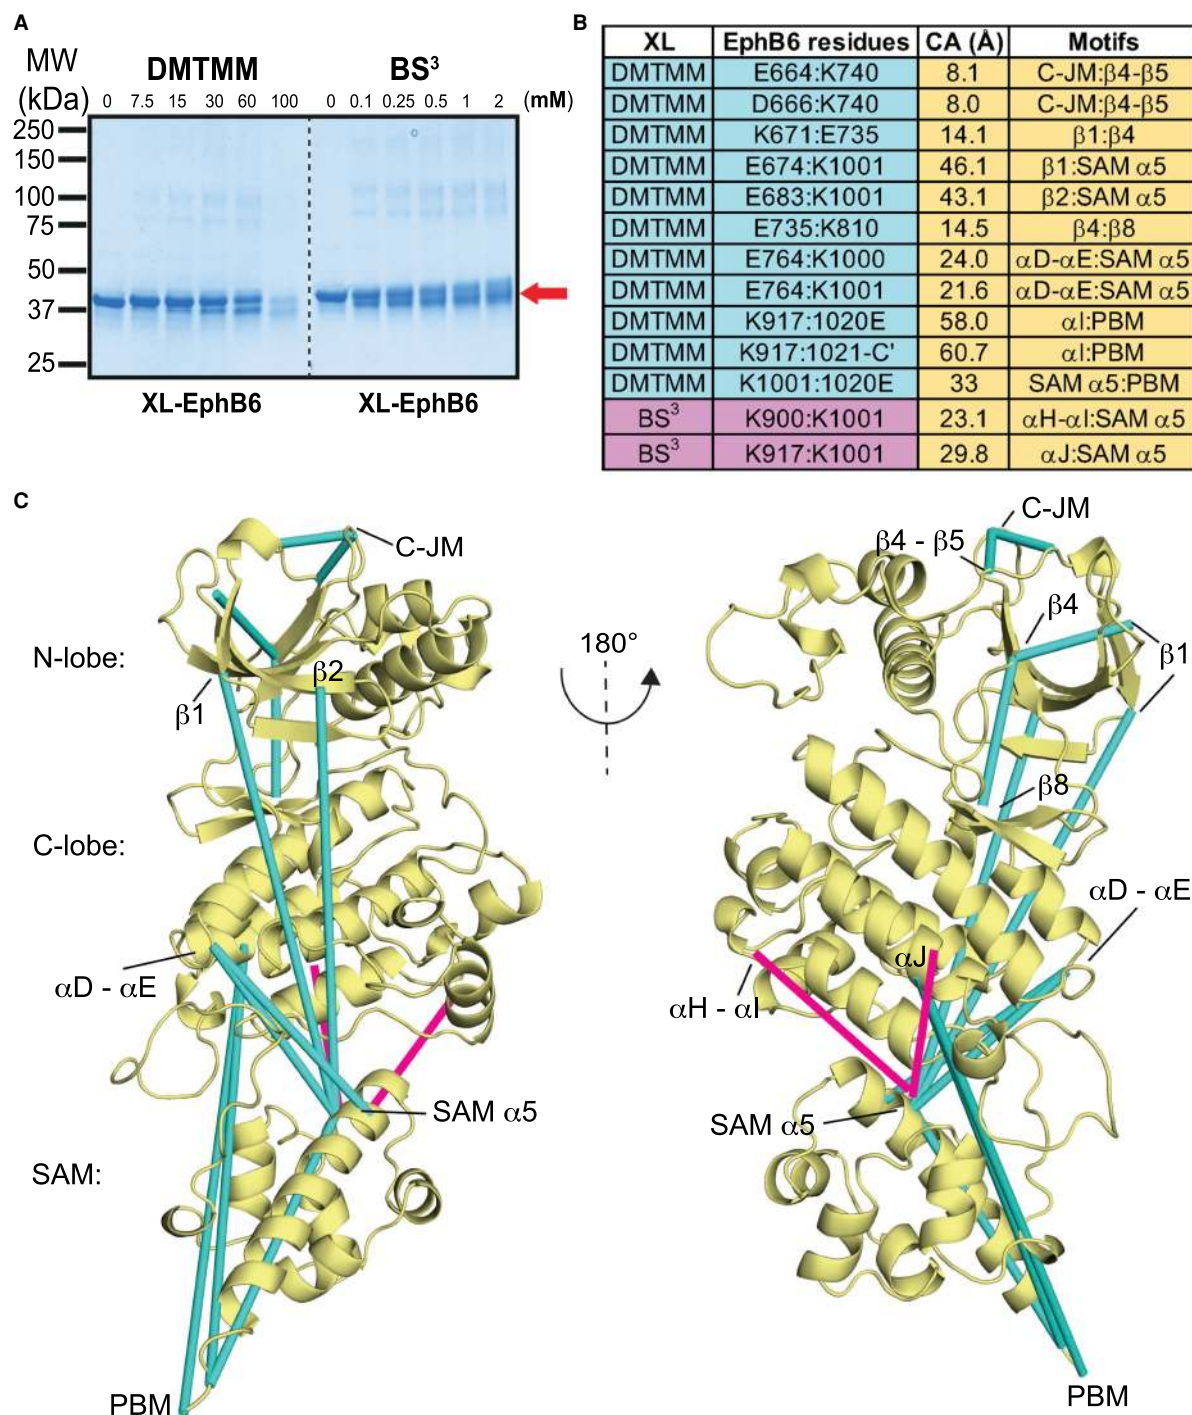 A
MW
(kDa)
DMTMM
BS³
0 7.5 15 30 60 100 0 0.1 0.25 0.5 1 2 (mM)
250
150
100
75
50
37
25
XL-EphB6 XL-EphB6
B
XL EphB6 residues CA (Å) Motifs
DMTMM E664:K740 8.1 C-JM:β4-β5
DMTMM D666:K740 8.0 C-JM:β4-β5
DMTMM K671:E735 14.1 β1:β4
DMTMM E674:K1001 46.1 β1:SAM α5
DMTMM E683:K1001 43.1 β2:SAM α5
DMTMM E735:K810 14.5 β4:β8
DMTMM E764:K1000 24.0 αD-αE:SAM α5
DMTMM E764:K1001 21.6 αD-αE:SAM α5
DMTMM K917:1020E 58.0 αI:PBM
DMTMM K917:1021-C' 60.7 αI:PBM
DMTMM K1001:1020E 33 SAM α5:PBM
BS³ K900:K1001 23.1 αH-αI:SAM α5
BS³ K917:K1001 29.8 αJ:SAM α5
C
C-JM
N-lobe:
β2
β1
C-lobe:
αD - αE
SAM α5
SAM:
PBM
180°
C-JM
β4 - β5
β4
β1
β8
αD - αE
αJ
αH - αI
SAM α5
PBM